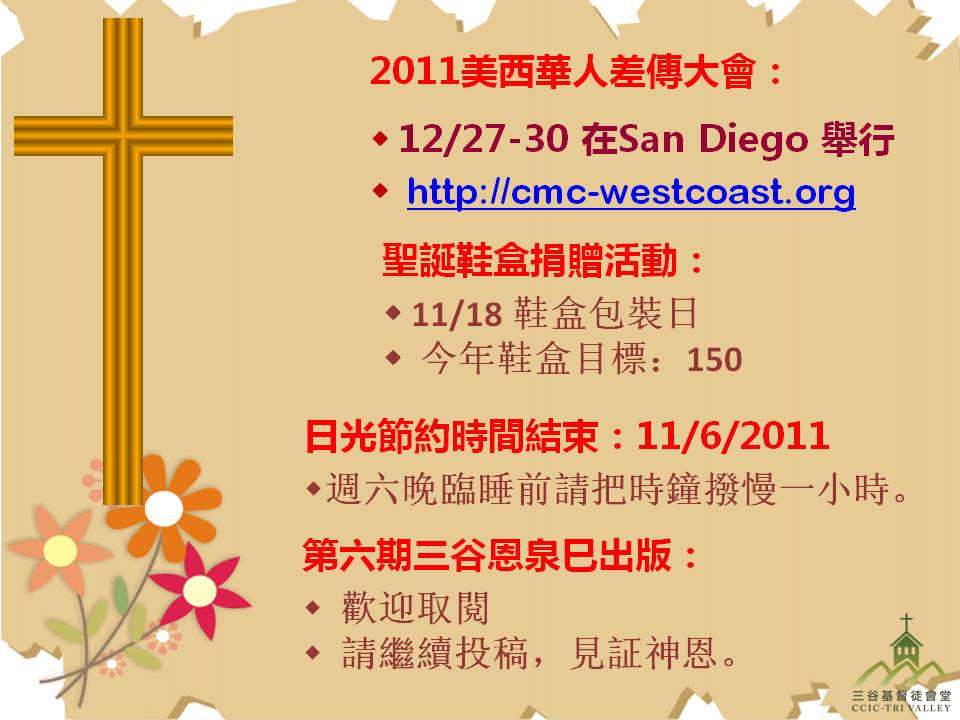 2011美西華人差傳大會：
◆ 12/27-30 在San Diego 舉行
◆ http://cmc-westcoast.org
聖誕鞋盒捐贈活動：
◆ 11/18 鞋盒包裝日
◆ 今年鞋盒目標：150
日光節約時間結束：11/6/2011
◆週六晚臨睡前請把時鐘撥慢一小時。
第六期三谷恩泉巳出版：
◆ 歡迎取閱
◆ 請繼續投稿，見証神恩。
三谷基督徒會堂
CCIC-TRI VALLEY